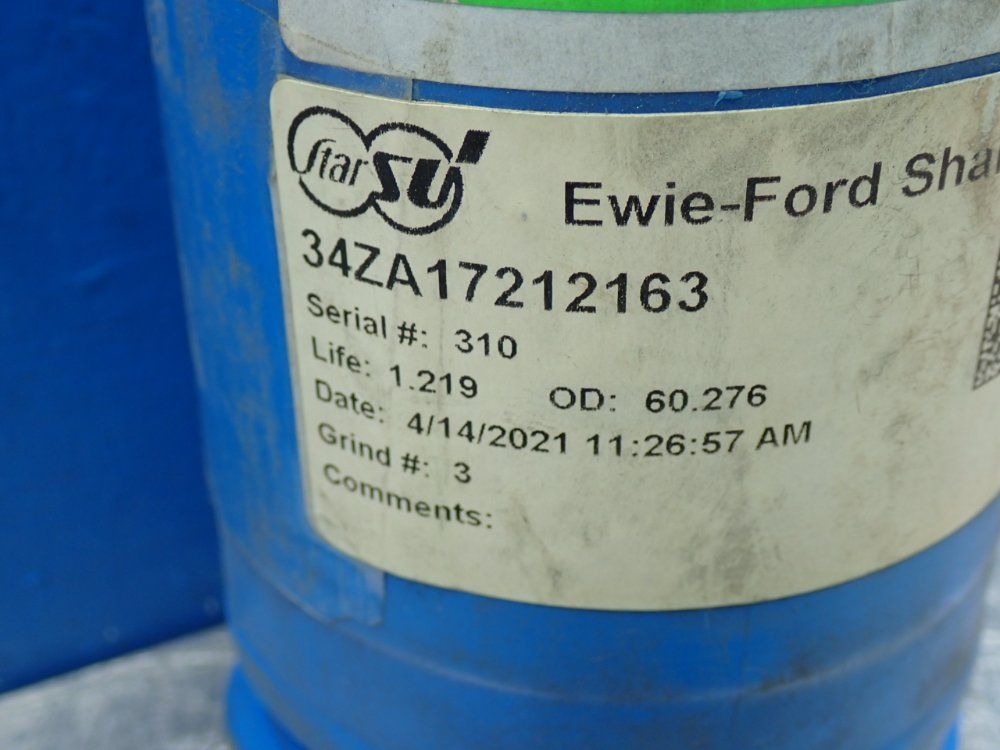 Star SU
Ewie-Ford
34ZA17212163
Serial #: 310
Life: 1.219 OD: 60.276
Date: 4/14/2021 11:26:57 AM
Grind #: 3
Comments: